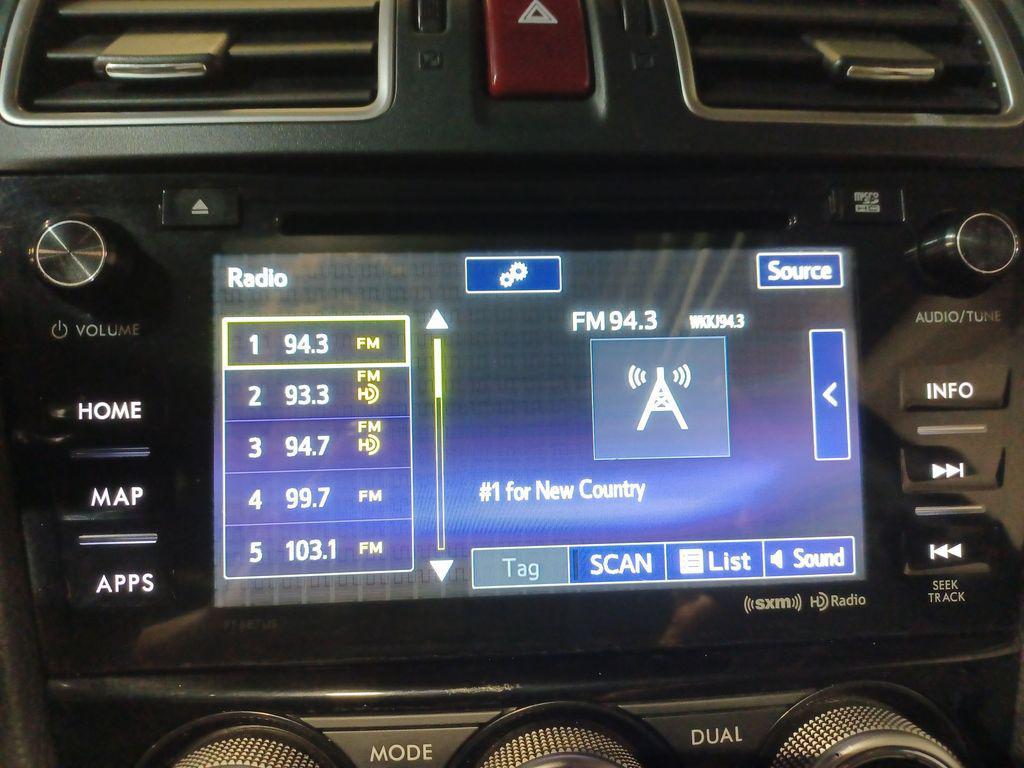 micro
VOLUME
AUDIO/TUNE
Radio
Source
FM 94.3 WKKJ94.3
1 94.3 FM
2 93.3 FM HD
3 94.7 FM HD
4 99.7 FM
5 103.1 FM
#1 for New Country
Tag SCAN List Sound
HOME
MAP
APPS
INFO
SEEK
TRACK
((sxm)) HD Radio
MODE
DUAL